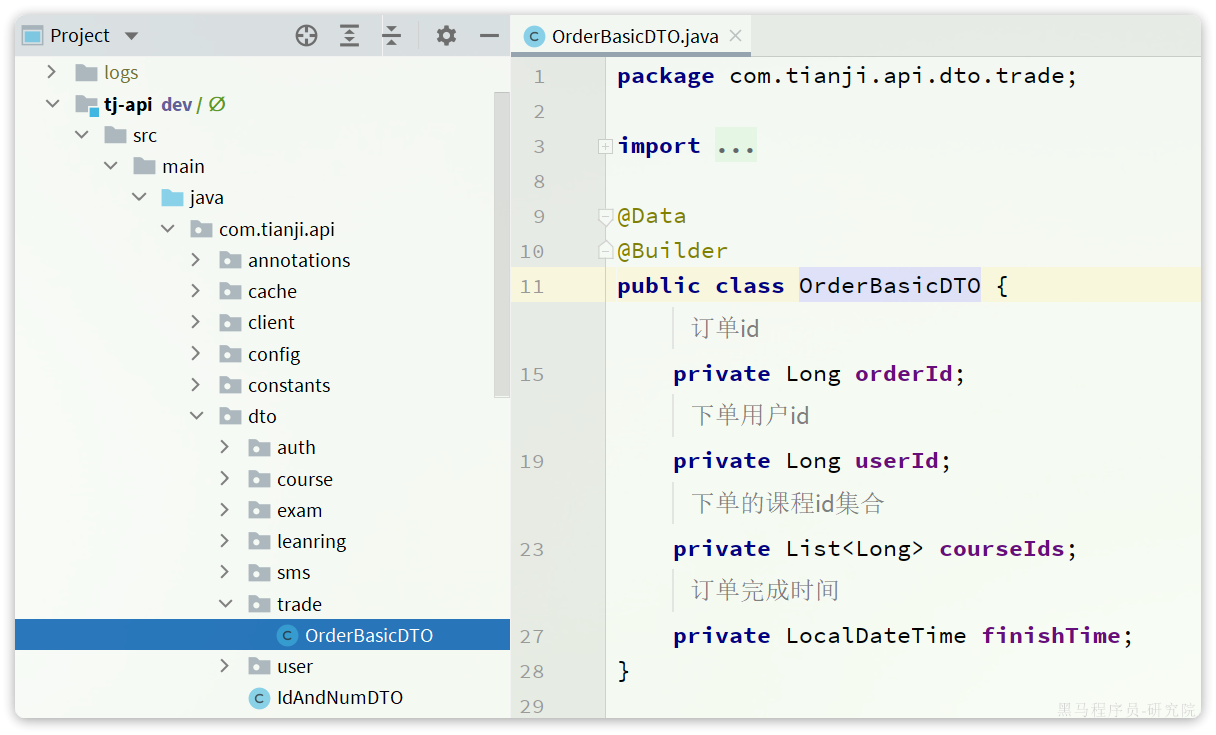 Project
logs
tj-api dev / Ø
src
main
java
com.tianji.api
annotations
cache
client
config
constants
dto
auth
course
exam
leanring
sms
trade
C OrderBasicDTO
user
C IdAndNumDTO
C OrderBasicDTO.java
1 package com.tianji.api.dto.trade;
2
3 import ...
8
9 @Data
10 @Builder
11 public class OrderBasicDTO {
订单id
15 private Long orderId;
下单用户id
19 private Long userId;
下单的课程id集合
23 private List<Long> courseIds;
订单完成时间
27 private LocalDateTime finishTime;
28 }
29
黑马程序员-研究院